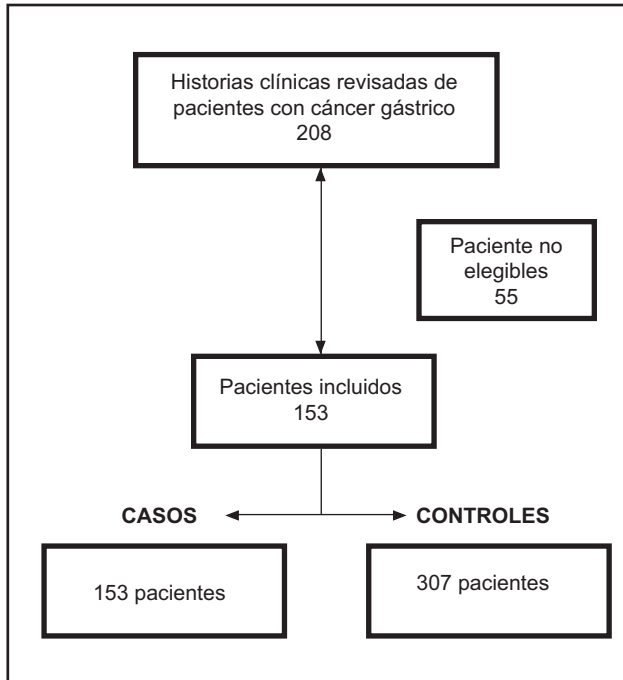 Historias clínicas revisadas de
pacientes con cáncer gástrico
208
Paciente no
elegibles
55
Pacientes incluidos
153
CASOS
CONTROLES
153 pacientes
307 pacientes